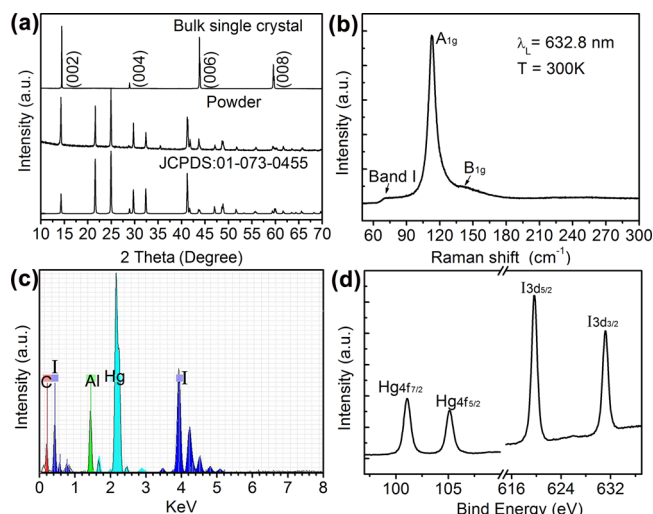 (a)
Bulk single crystal
(002)
(004)
(006)
(008)
Powder
JCPDS:01-073-0455
Intensity (a.u.)
10 15 20 25 30 35 40 45 50 55 60 65 70
2 Theta (Degree)
(b)
A1g
λL= 632.8 nm
T = 300K
Band I
B1g
Intensity (a.u.)
60 90 120 150 180 210 240 270 300
Raman shift (cm-1)
(c)
I
C
Al
Hg
I
Intensity (a.u.)
0 1 2 3 4 5 6 7 8
KeV
(d)
I3d5/2
I3d3/2
Hg4f7/2
Hg4f5/2
Intensity (a.u.)
100 105 616 624 632
Bind Energy (eV)